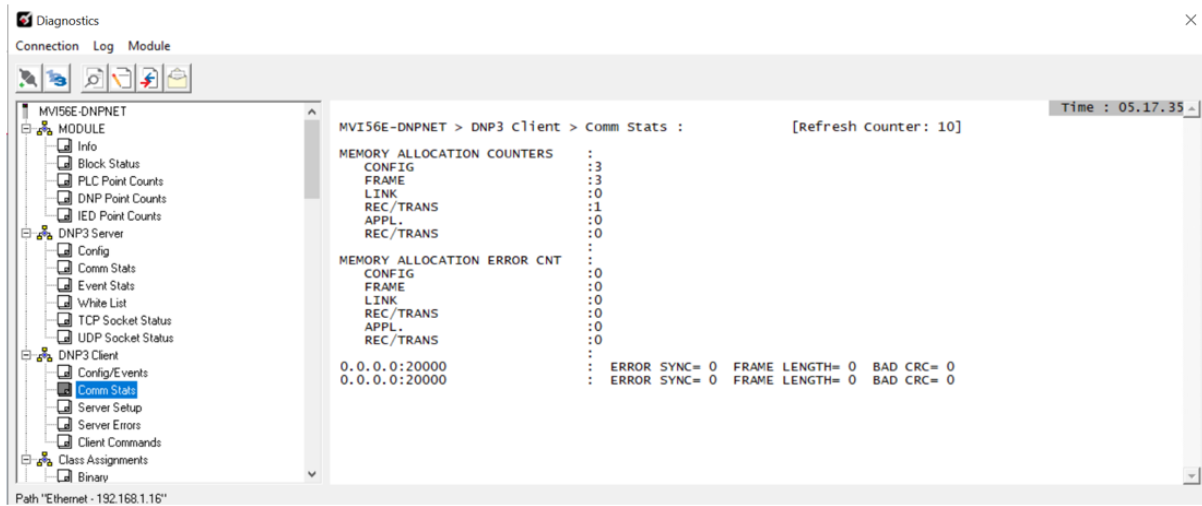 Diagnostics
Connection Log Module
MVI56E-DNPNET
MODULE
Info
Block Status
PLC Point Counts
DNP Point Counts
IED Point Counts
DNP3 Server
Config
Comm Stats
Event Stats
White List
TCP Socket Status
UDP Socket Status
DNP3 Client
Config/Events
Comm Stats
Server Setup
Server Errors
Client Commands
Class Assignments
Binary
Time : 05.17.35
MVI56E-DNPNET > DNP3 Client > Comm Stats : [Refresh Counter: 10]
MEMORY ALLOCATION COUNTERS :
CONFIG :3
FRAME :3
LINK :0
REC/TRANS :1
APPL. :0
REC/TRANS :0
:
MEMORY ALLOCATION ERROR CNT :
CONFIG :0
FRAME :0
LINK :0
REC/TRANS :0
APPL. :0
REC/TRANS :0
:
0.0.0.0:20000 : ERROR SYNC= 0 FRAME LENGTH= 0 BAD CRC= 0
0.0.0.0:20000 : ERROR SYNC= 0 FRAME LENGTH= 0 BAD CRC= 0
Path "Ethernet - 192.168.1.16"